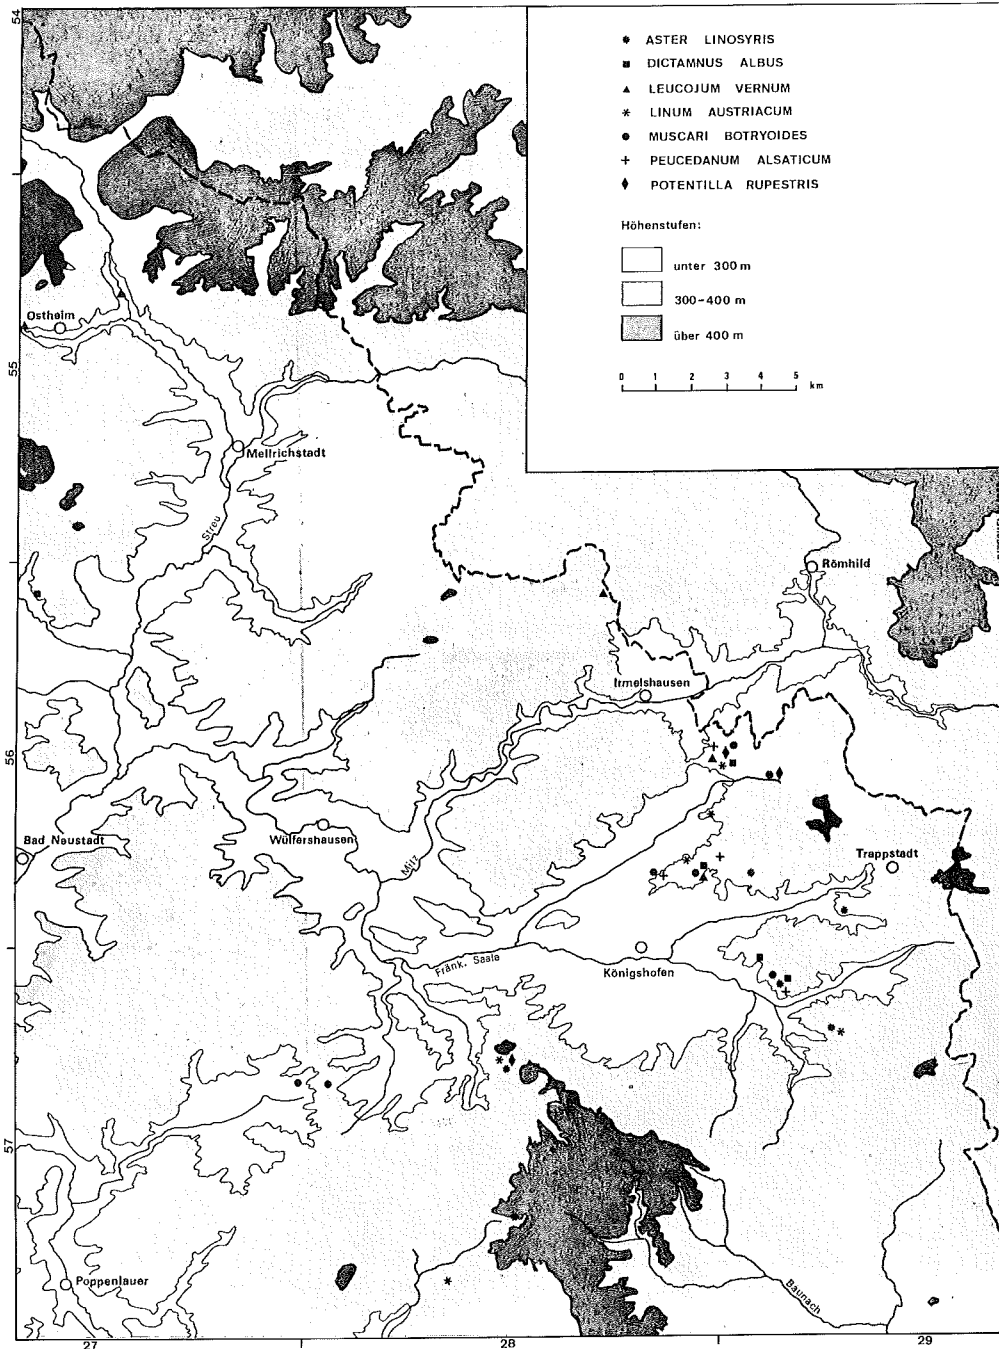 54
ASTER LINOSYRIS
DICTAMNUS ALBUS
LEUCOJUM VERNUM
LINUM AUSTRIACUM
MUSCARI BOTRYOIDES
PEUCEDANUM ALSATICUM
POTENTILLA RUPESTRIS
Höhenstufen:
unter 300 m
300-400 m
über 400 m
0 1 2 3 4 5
km
Ostheim
55
Mellrichstadt
Streu
Römhild
Irmelshausen
56
Bad Neustadt
Wülfershausen
Milz
Trappstadt
Königshofen
Fränk. Saale
57
Poppenlauer
Baunach
27 28 29